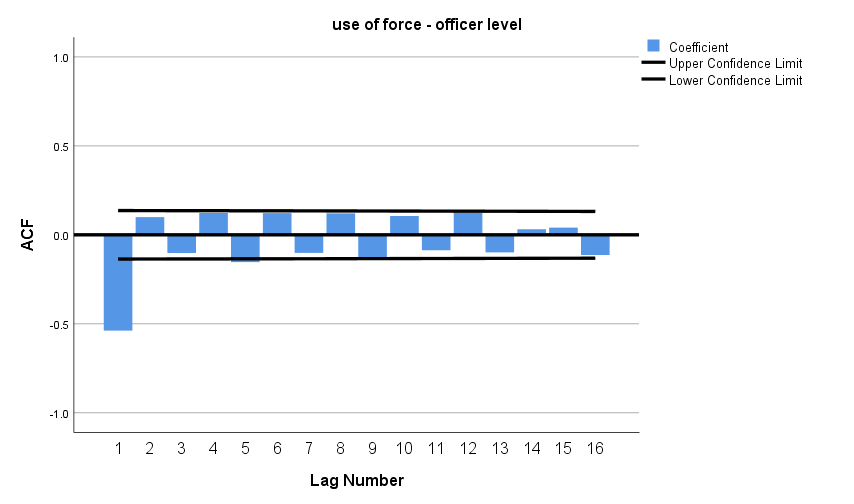 use of force - officer level
Coefficient
Upper Confidence Limit
Lower Confidence Limit
1.0
0.5
0.0
-0.5
-1.0
ACF
1 2 3 4 5 6 7 8 9 10 11 12 13 14 15 16
Lag Number